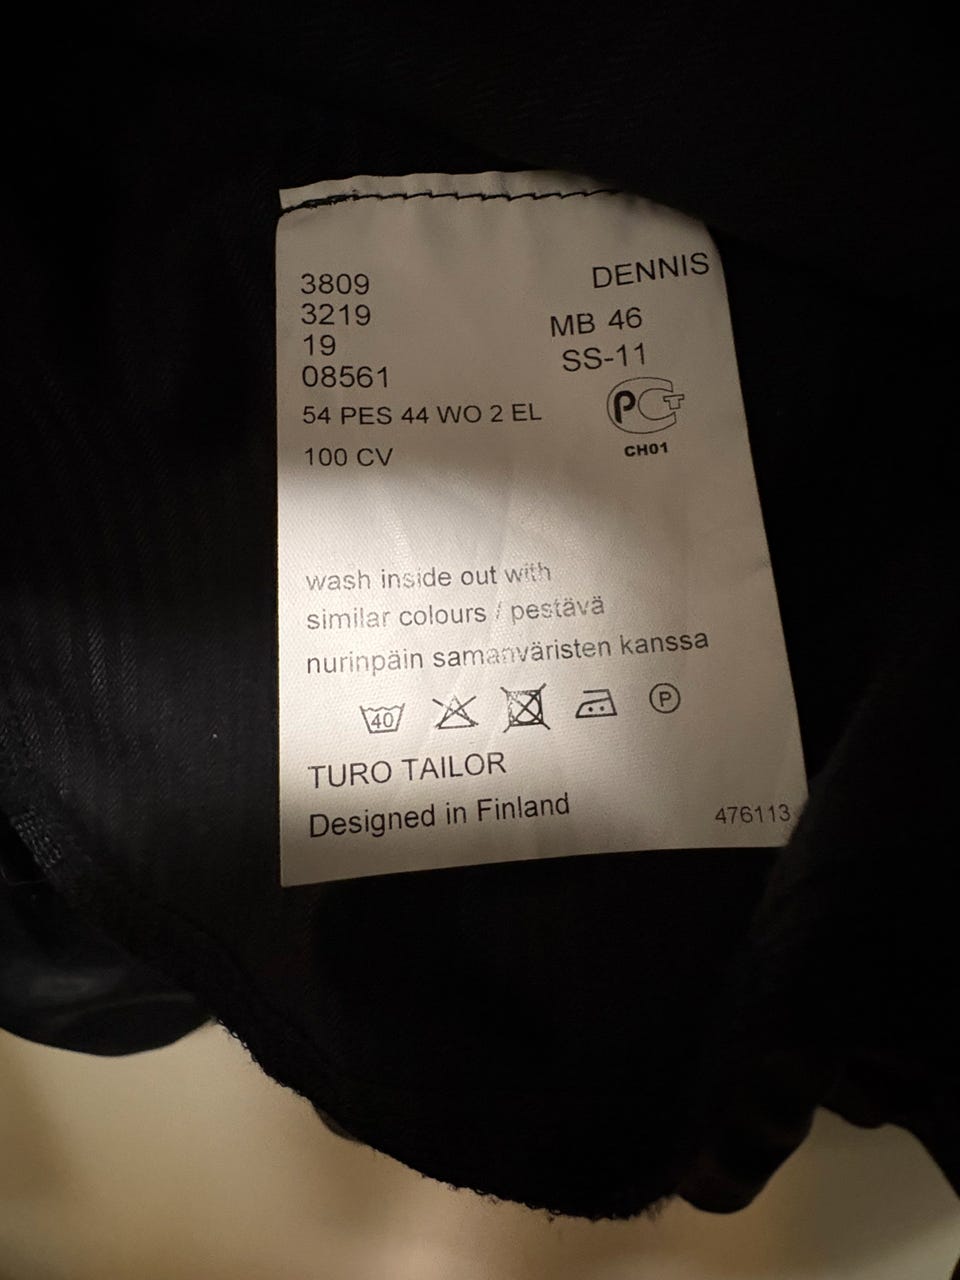 3809
DENNIS
3219
MB 46
19
SS-11
08561
54 PES 44 WO 2 EL
РСТ
100 CV
CH01
wash inside out with
similar colours / pestävä
nurinpäin samanväristen kanssa
40
P
TURO TAILOR
Designed in Finland
476113